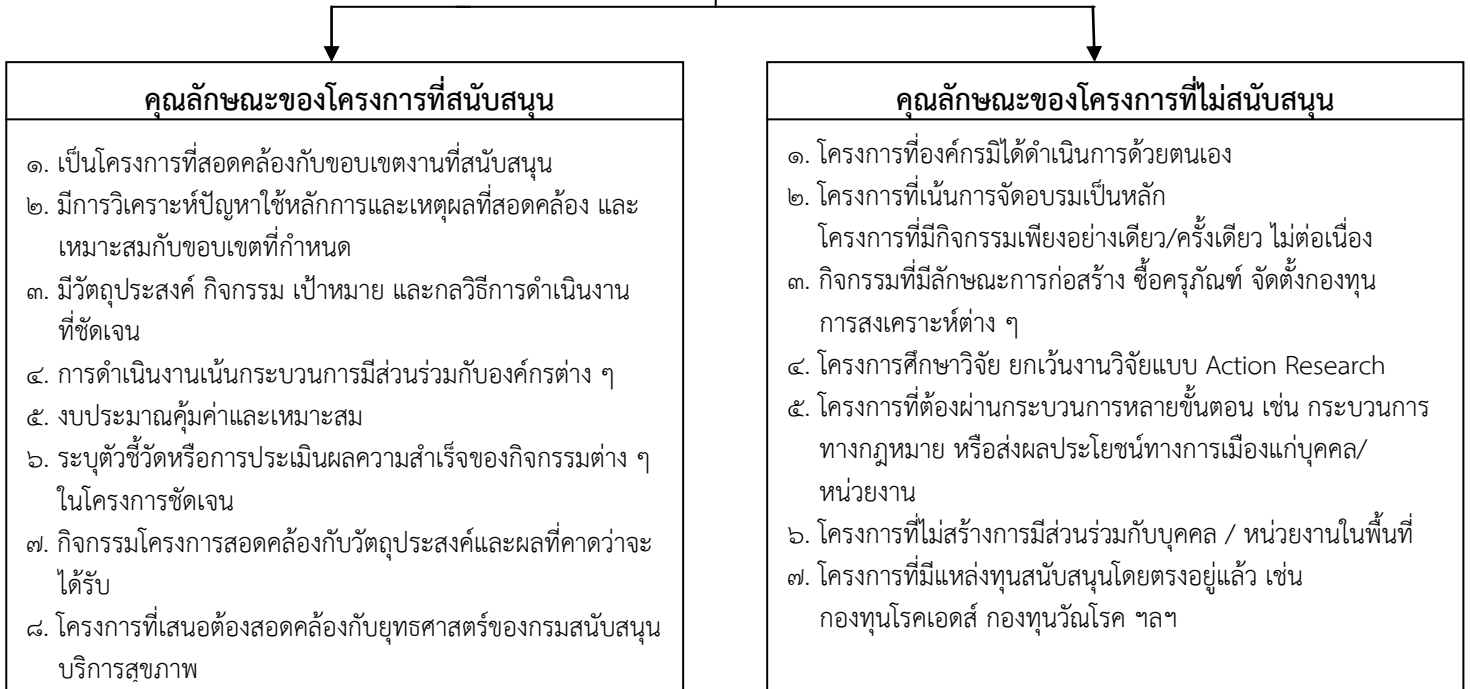 คุณลักษณะของโครงการที่สนับสนุน
๑. เป็นโครงการที่สอดคล้องกับขอบเขตงานที่สนับสนุน
๒. มีการวิเคราะห์ปัญหาใช้หลักการและเหตุผลที่สอดคล้อง และ
เหมาะสมกับขอบเขตที่กำหนด
๓. มีวัตถุประสงค์ กิจกรรม เป้าหมาย และกลวิธีการดำเนินงาน
ที่ชัดเจน
๔. การดำเนินงานเน้นกระบวนการมีส่วนร่วมกับองค์กรต่าง ๆ
๕. งบประมาณคุ้มค่าและเหมาะสม
๖. ระบุตัวชี้วัดหรือการประเมินผลความสำเร็จของกิจกรรมต่าง ๆ
ในโครงการชัดเจน
๗. กิจกรรมโครงการสอดคล้องกับวัตถุประสงค์และผลที่คาดว่าจะ
ได้รับ
๘. โครงการที่เสนอต้องสอดคล้องกับยุทธศาสตร์ของกรมสนับสนุน
บริการสุขภาพ
คุณลักษณะของโครงการที่ไม่สนับสนุน
๑. โครงการที่องค์กรมิได้ดำเนินการด้วยตนเอง
๒. โครงการที่เน้นการจัดอบรมเป็นหลัก
โครงการที่มีกิจกรรมเพียงอย่างเดียว/ครั้งเดียว ไม่ต่อเนื่อง
๓. กิจกรรมที่มีลักษณะการก่อสร้าง ซื้อครุภัณฑ์ จัดตั้งกองทุน
การสงเคราะห์ต่าง ๆ
๔. โครงการศึกษาวิจัย ยกเว้นงานวิจัยแบบ Action Research
๕. โครงการที่ต้องผ่านกระบวนการหลายขั้นตอน เช่น กระบวนการ
ทางกฎหมาย หรือส่งผลประโยชน์ทางการเมืองแก่บุคคล/
หน่วยงาน
๖. โครงการที่ไม่สร้างการมีส่วนร่วมกับบุคคล / หน่วยงานในพื้นที่
๗. โครงการที่มีแหล่งทุนสนับสนุนโดยตรงอยู่แล้ว เช่น
กองทุนโรคเอดส์ กองทุนวัณโรค ฯลฯ